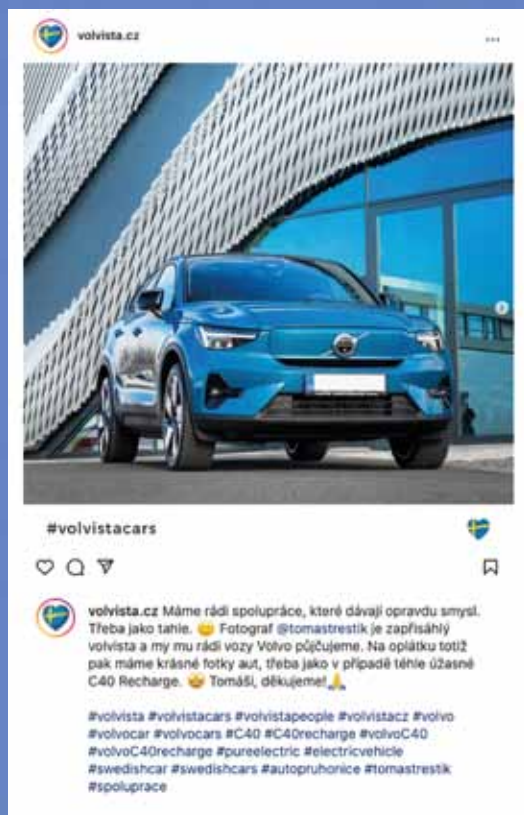 volvista.cz
...
#volvistacars
volvista.cz Máme rádi spolupráce, které dávají opravdu smysl.
Třeba jako tahle. 😊 Fotograf @tomastrestik je zapřisáhlý
volvista a my mu rádi vozy Volvo půjčujeme. Na oplátku totiž
pak máme krásné fotky aut, třeba jako v případě téhle úžasné
C40 Recharge. 🤩 Tomáši, děkujeme!🙏
#volvista #volvistacars #volvistapeople #volvistacz #volvo
#volvocar #volvocars #C40 #C40recharge #volvoC40
#volvoC40recharge #pureelectric #electricvehicle
#swedishcar #swedishcars #autopruhonice #tomastrestik
#spoluprace